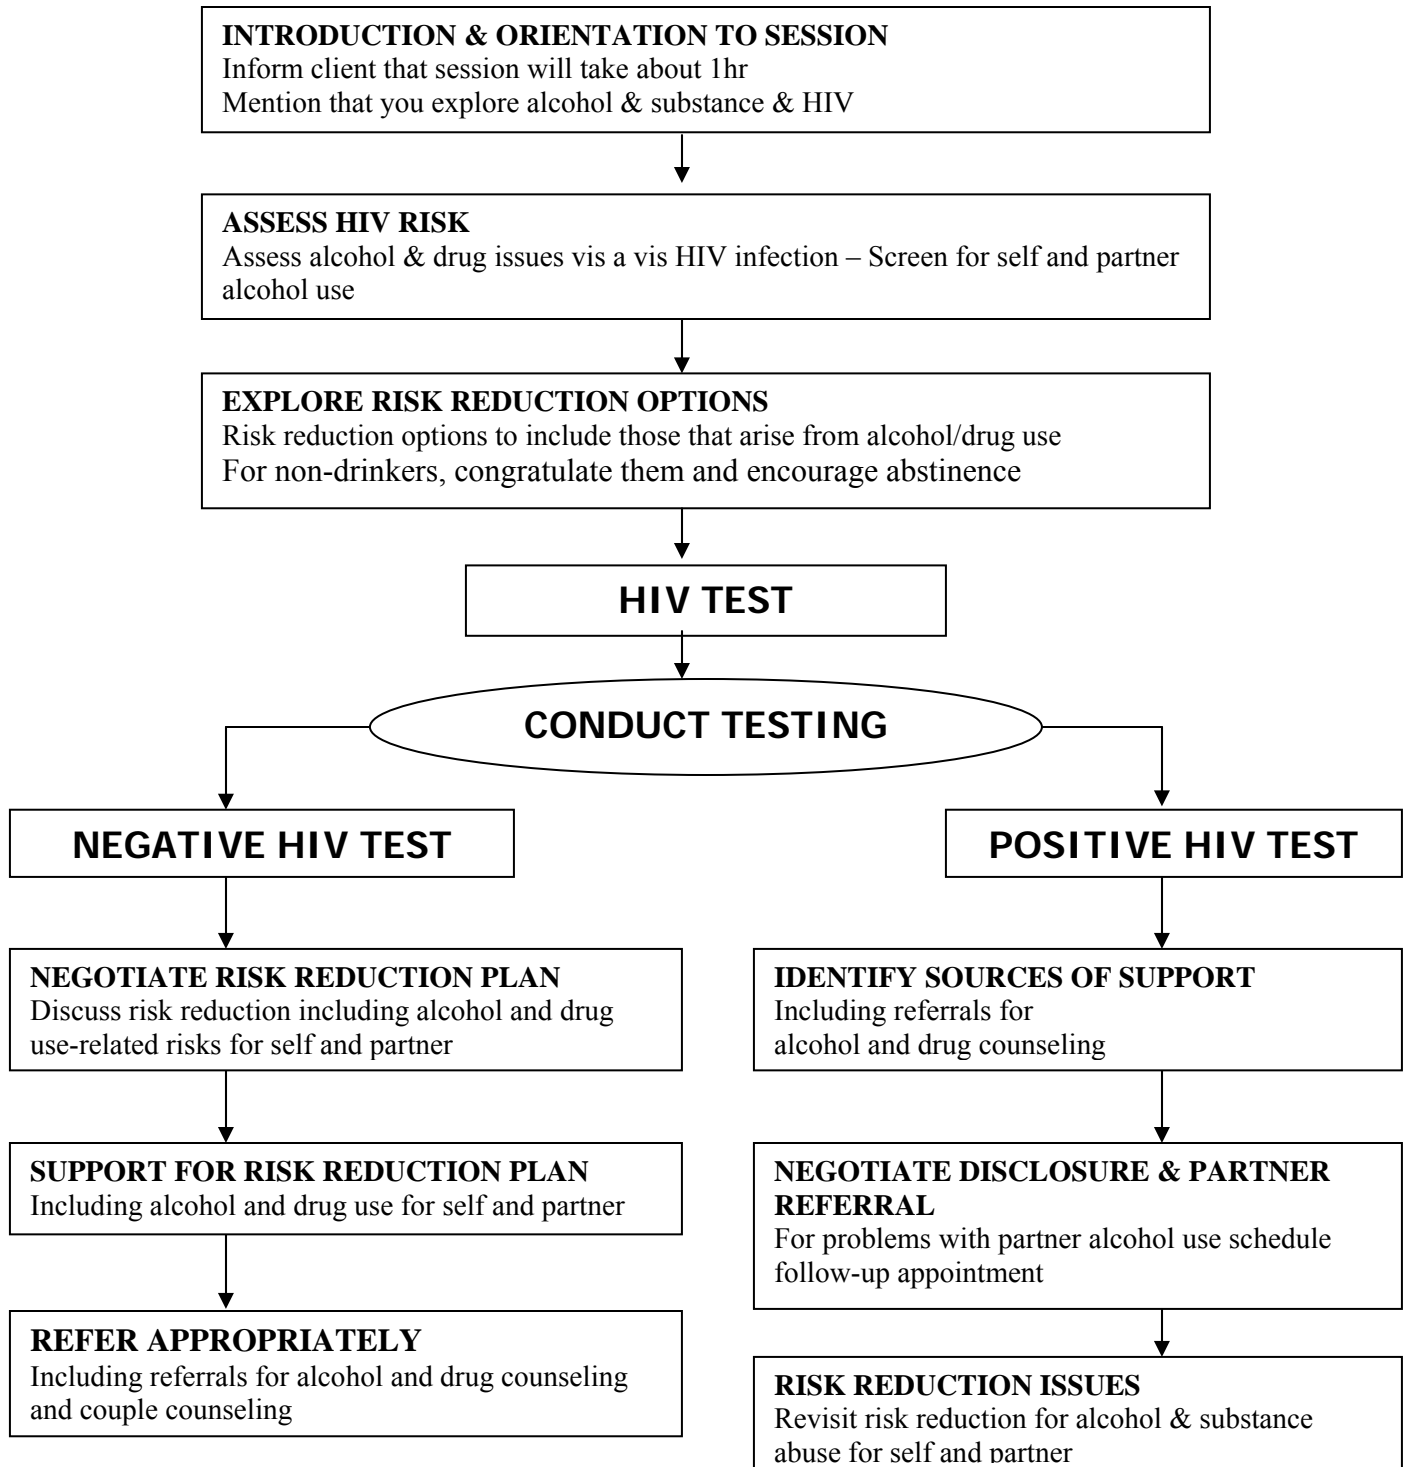 INTRODUCTION & ORIENTATION TO SESSION
Inform client that session will take about 1hr
Mention that you explore alcohol & substance & HIV
ASSESS HIV RISK
Assess alcohol & drug issues vis a vis HIV infection – Screen for self and partner
alcohol use
EXPLORE RISK REDUCTION OPTIONS
Risk reduction options to include those that arise from alcohol/drug use
For non-drinkers, congratulate them and encourage abstinence
HIV TEST
CONDUCT TESTING
NEGATIVE HIV TEST
NEGOTIATE RISK REDUCTION PLAN
Discuss risk reduction including alcohol and drug
use-related risks for self and partner
SUPPORT FOR RISK REDUCTION PLAN
Including alcohol and drug use for self and partner
REFER APPROPRIATELY
Including referrals for alcohol and drug counseling
and couple counseling
POSITIVE HIV TEST
IDENTIFY SOURCES OF SUPPORT
Including referrals for
alcohol and drug counseling
NEGOTIATE DISCLOSURE & PARTNER
REFERRAL
For problems with partner alcohol use schedule
follow-up appointment
RISK REDUCTION ISSUES
Revisit risk reduction for alcohol & substance
abuse for self and partner